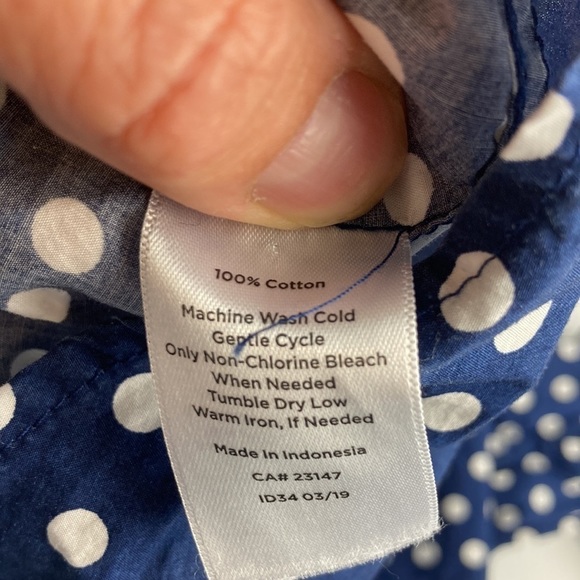 100% Cotton
Machine Wash Cold
Gentle Cycle
Only Non-Chlorine Bleach
When Needed
Tumble Dry Low
Warm Iron, If Needed
Made in Indonesia
CA# 23147
ID34 03/19